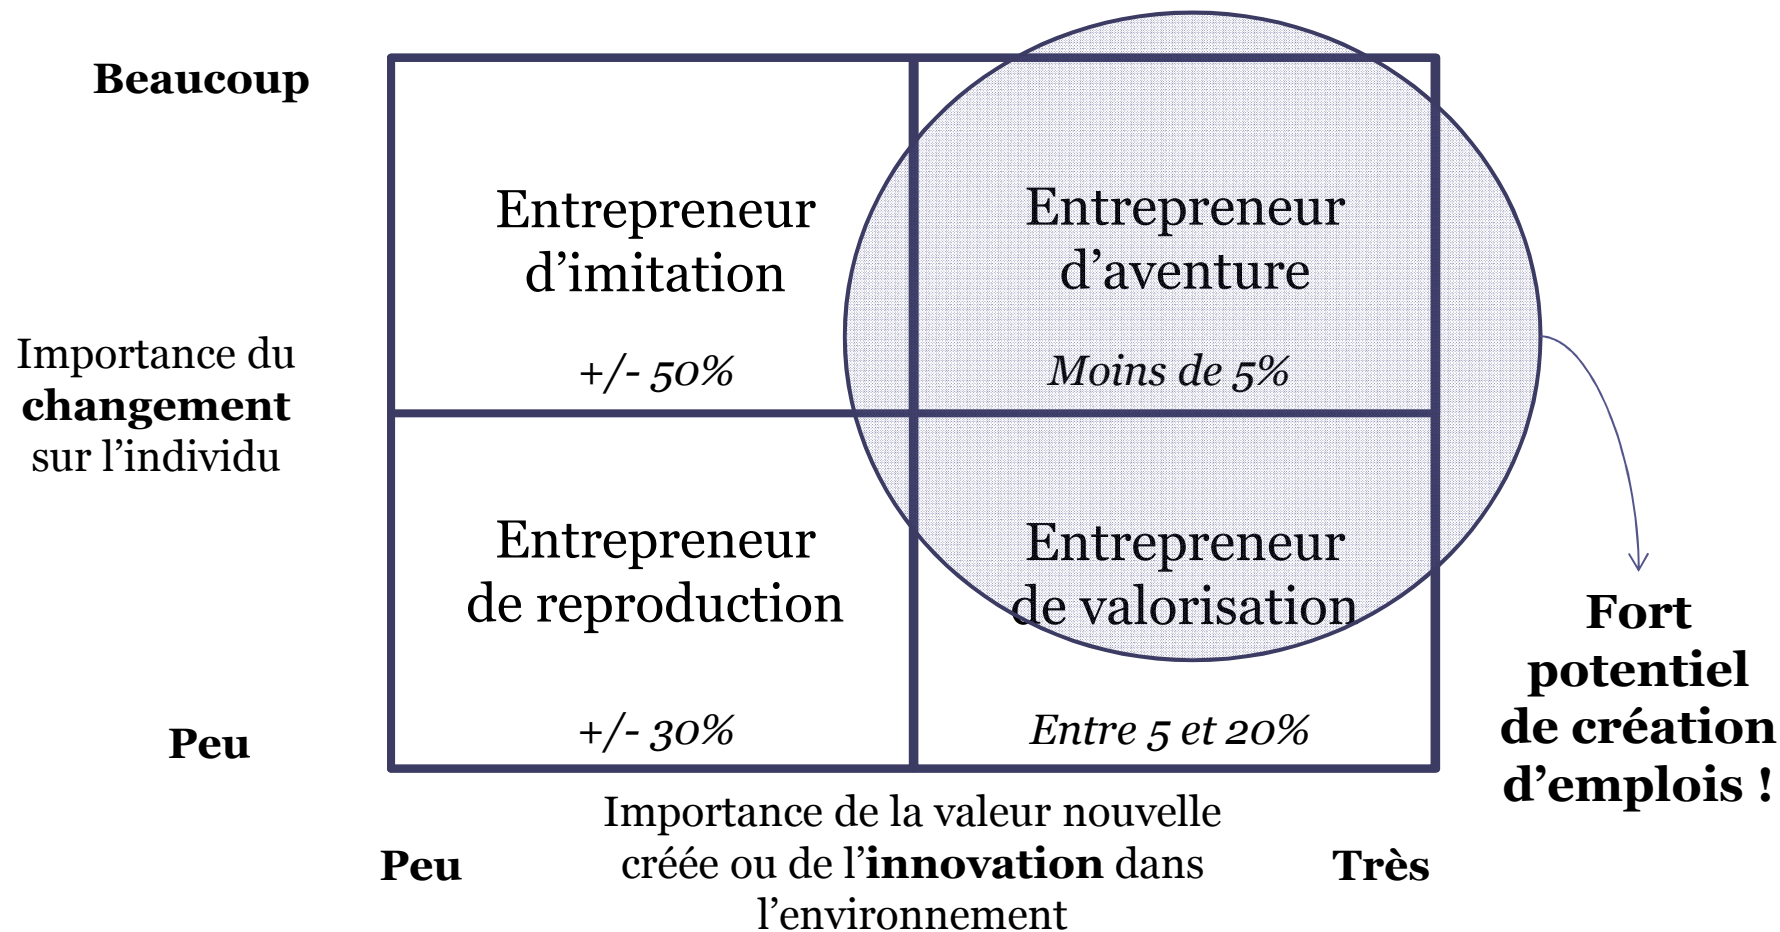 Beaucoup
Entrepreneur
d’imitation
+/- 50%
Entrepreneur
d’aventure
Moins de 5%
Importance du
changement
sur l’individu
Entrepreneur
de reproduction
+/- 30%
Entrepreneur
de valorisation
Entre 5 et 20%
Fort
potentiel
de création
d’emplois !
Peu
Peu
Importance de la valeur nouvelle
créée ou de l’innovation dans
l’environnement
Très